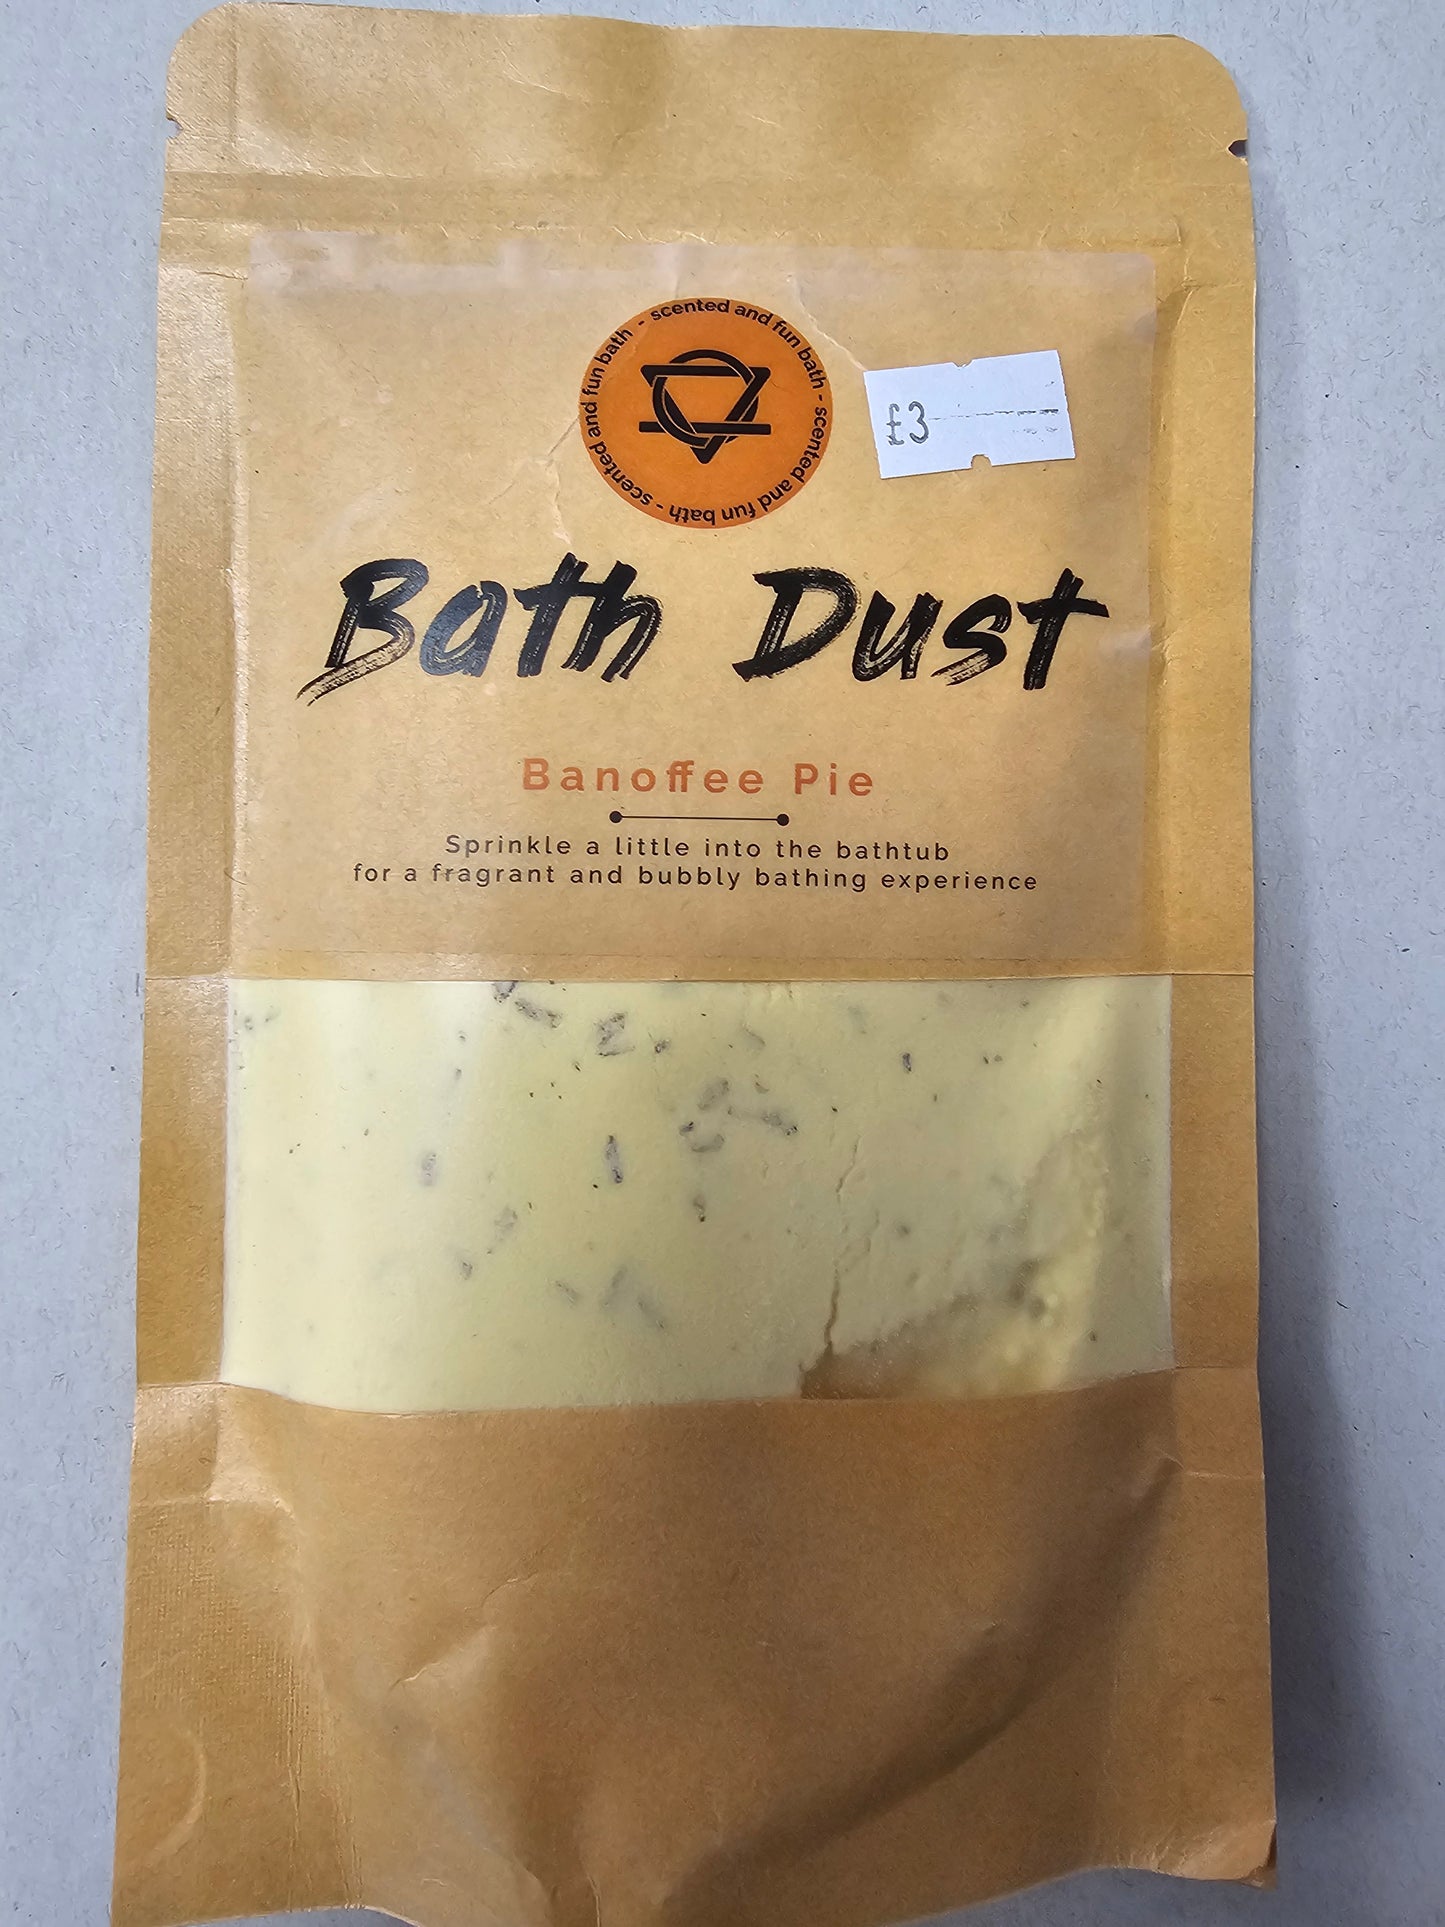 scented and fun bath - scented and fun bath - scented and fun bath -
£3
Bath Dust
Banoffee Pie
Sprinkle a little into the bathtub
for a fragrant and bubbly bathing experience